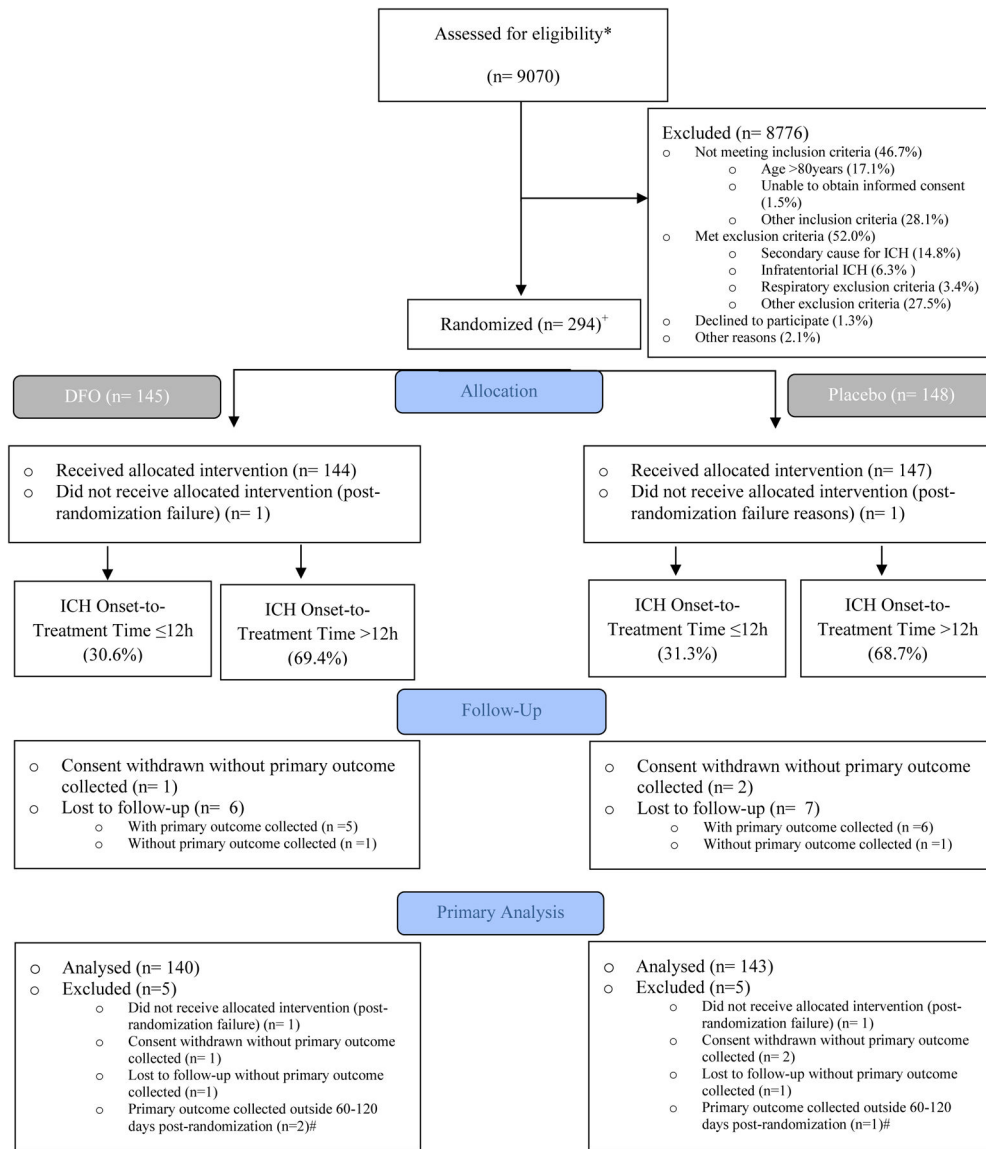 Assessed for eligibility*
(n= 9070)
Excluded (n= 8776)
o Not meeting inclusion criteria (46.7%)
o Age >80years (17.1%)
o Unable to obtain informed consent
(1.5%)
o Other inclusion criteria (28.1%)
o Met exclusion criteria (52.0%)
o Secondary cause for ICH (14.8%)
o Infratentorial ICH (6.3% )
o Respiratory exclusion criteria (3.4%)
o Other exclusion criteria (27.5%)
o Declined to participate (1.3%)
o Other reasons (2.1%)
Randomized (n= 294)+
DFO (n= 145)
Allocation
Placebo (n= 148)
o Received allocated intervention (n= 144)
o Did not receive allocated intervention (post-
randomization failure) (n= 1)
o Received allocated intervention (n= 147)
o Did not receive allocated intervention (post-
randomization failure reasons) (n= 1)
ICH Onset-to-
Treatment Time ≤12h
(30.6%)
ICH Onset-to-
Treatment Time >12h
(69.4%)
ICH Onset-to-
Treatment Time ≤12h
(31.3%)
ICH Onset-to-
Treatment Time >12h
(68.7%)
Follow-Up
o Consent withdrawn without primary outcome
collected (n= 1)
o Lost to follow-up (n= 6)
o With primary outcome collected (n =5)
o Without primary outcome collected (n =1)
o Consent withdrawn without primary outcome
collected (n= 2)
o Lost to follow-up (n= 7)
o With primary outcome collected (n =6)
o Without primary outcome collected (n =1)
Primary Analysis
o Analysed (n= 140)
o Excluded (n=5)
o Did not receive allocated intervention (post-
randomization failure) (n= 1)
o Consent withdrawn without primary outcome
collected (n= 1)
o Lost to follow-up without primary outcome
collected (n=1)
o Primary outcome collected outside 60-120
days post-randomization (n=2)#
o Analysed (n= 143)
o Excluded (n=5)
o Did not receive allocated intervention (post-
randomization failure) (n= 1)
o Consent withdrawn without primary outcome
collected (n= 2)
o Lost to follow-up without primary outcome
collected (n=1)
o Primary outcome collected outside 60-120
days post-randomization (n=1)#